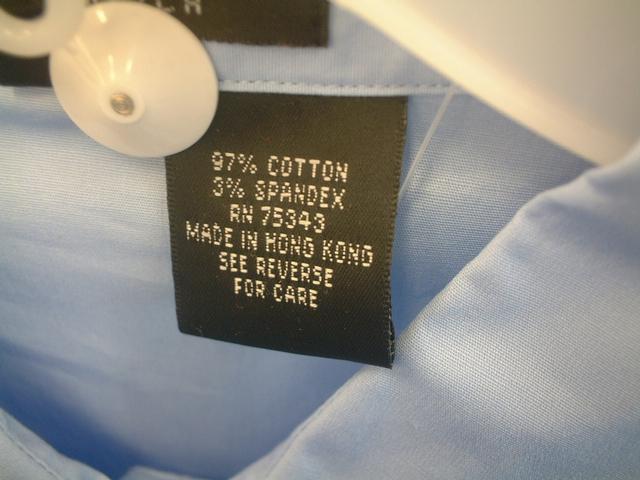 97% COTTON
3% SPANDEX
RN 75343
MADE IN HONG KONG
SEE REVERSE
FOR CARE